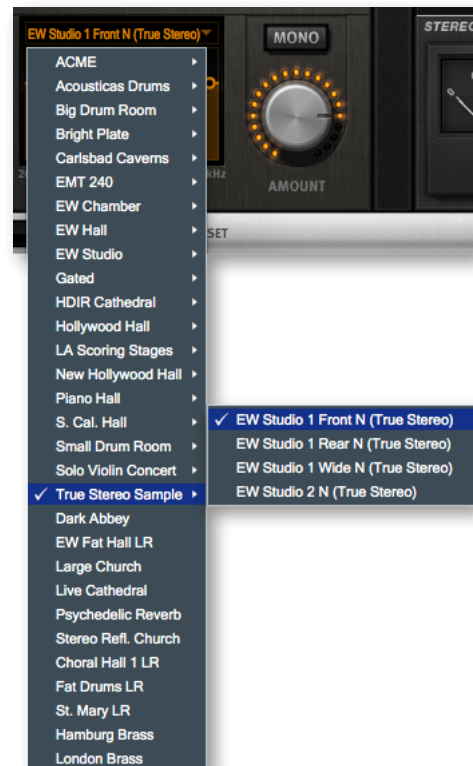 EW Studio 1 Front N (True Stereo)
MONO
STEREO
ACME
Acousticas Drums
Big Drum Room
Bright Plate
Carlsbad Caverns
20
kHz
EMT 240
AMOUNT
EW Chamber
EW Hall
SET
EW Studio
Gated
HDIR Cathedral
Hollywood Hall
LA Scoring Stages
New Hollywood Hall
Piano Hall
S. Cal. Hall
Small Drum Room
Solo Violin Concert
✓ True Stereo Sample
✓ EW Studio 1 Front N (True Stereo)
EW Studio 1 Rear N (True Stereo)
EW Studio 1 Wide N (True Stereo)
EW Studio 2 N (True Stereo)
Dark Abbey
EW Fat Hall LR
Large Church
Live Cathedral
Psychedelic Reverb
Stereo Refl. Church
Choral Hall 1 LR
Fat Drums LR
St. Mary LR
Hamburg Brass
London Brass